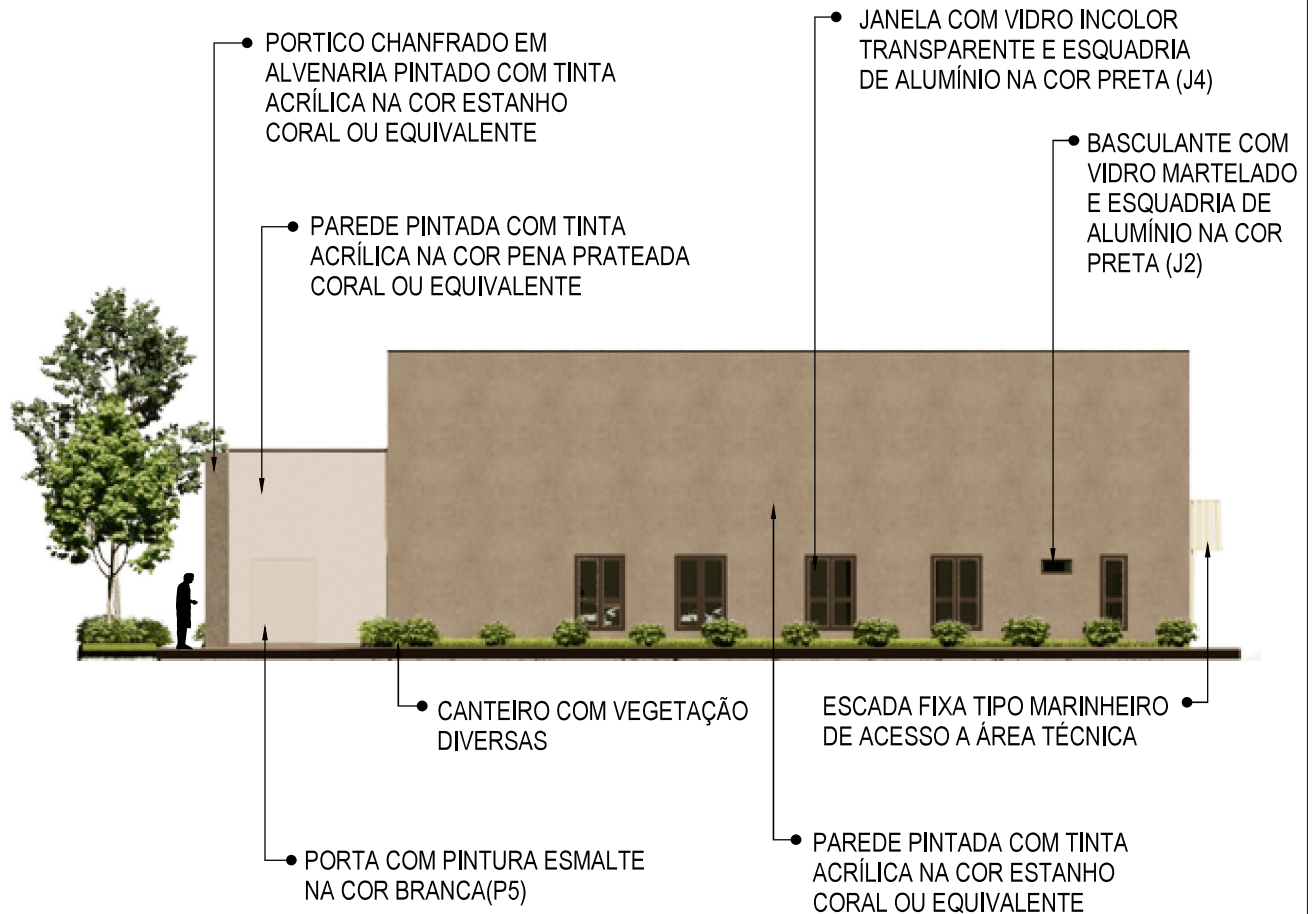 PORTICO CHANFRADO EM
ALVENARIA PINTADO COM TINTA
ACRÍLICA NA COR ESTANHO
CORAL OU EQUIVALENTE
JANELA COM VIDRO INCOLOR
TRANSPARENTE E ESQUADRIA
DE ALUMÍNIO NA COR PRETA (J4)
BASCULANTE COM
VIDRO MARTELADO
E ESQUADRIA DE
ALUMÍNIO NA COR
PRETA (J2)
PAREDE PINTADA COM TINTA
ACRÍLICA NA COR PENA PRATEADA
CORAL OU EQUIVALENTE
CANTEIRO COM VEGETAÇÃO
DIVERSAS
ESCADA FIXA TIPO MARINHEIRO
DE ACESSO A ÁREA TÉCNICA
PORTA COM PINTURA ESMALTE
NA COR BRANCA(P5)
PAREDE PINTADA COM TINTA
ACRÍLICA NA COR ESTANHO
CORAL OU EQUIVALENTE